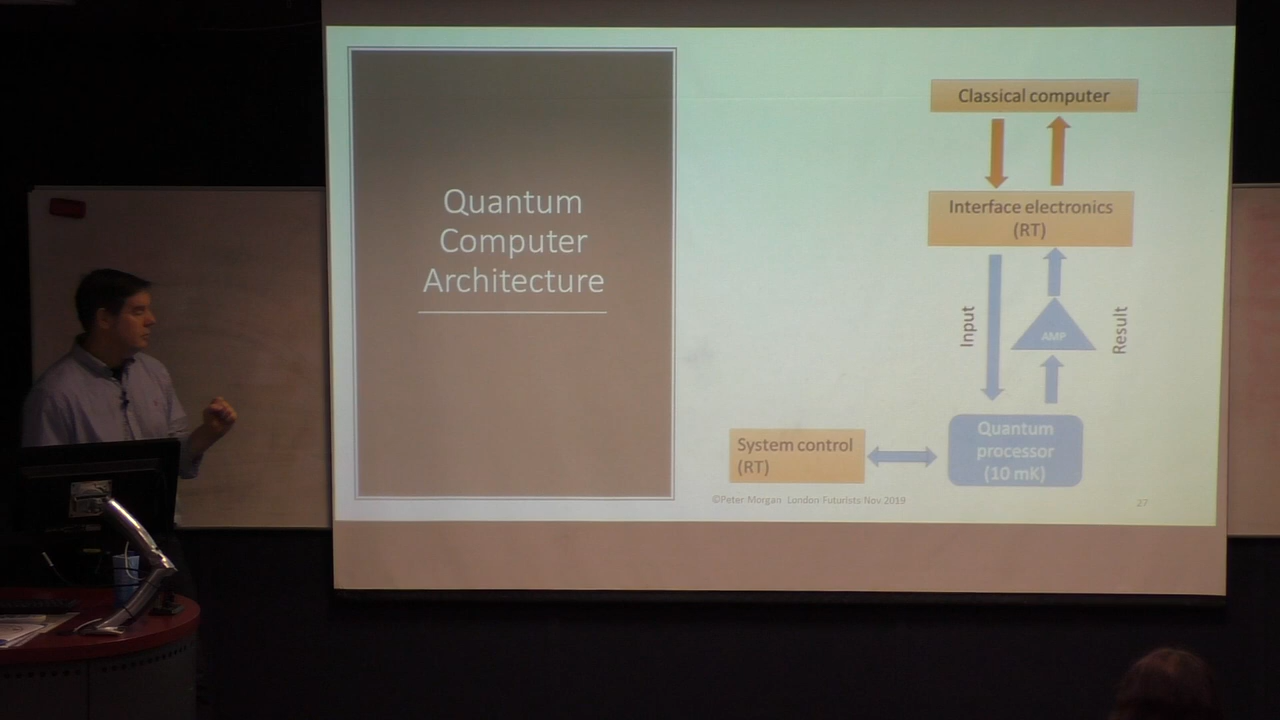 Quantum
Computer
Architecture
Classical computer
Interface electronics
(RT)
Input
AMP
Result
System control
(RT)
Quantum
processor
(10 mK)
©Peter Morgan London Futurists Nov 2019
27